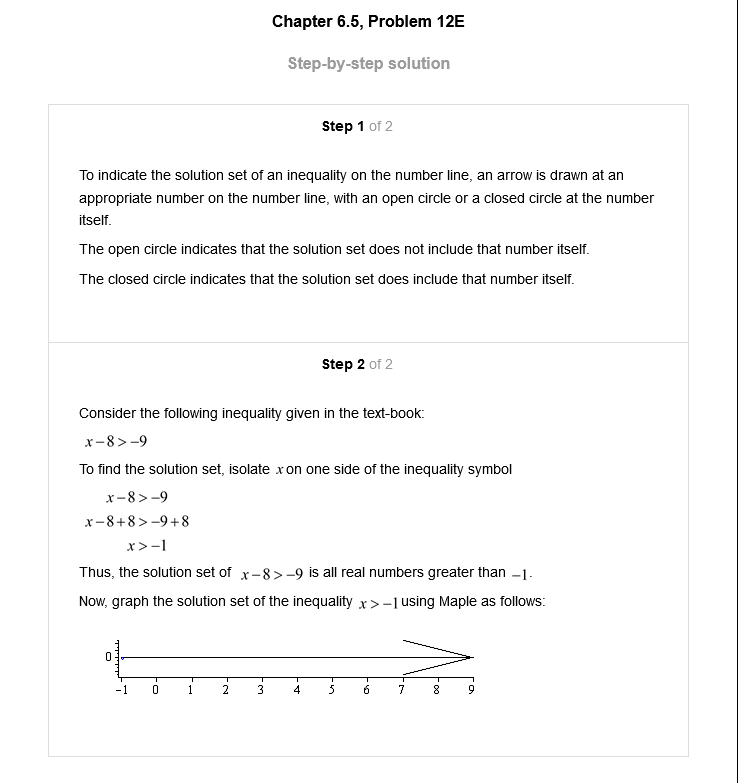 Chapter 6.5, Problem 12E
Step-by-step solution
Step 1 of 2
To indicate the solution set of an inequality on the number line, an arrow is drawn at an
appropriate number on the number line, with an open circle or a closed circle at the number
itself.
The open circle indicates that the solution set does not include that number itself.
The closed circle indicates that the solution set does include that number itself.
Step 2 of 2
Consider the following inequality given in the text-book:
x−8>−9
To find the solution set, isolate x on one side of the inequality symbol
x−8>−9
x−8+8>−9+8
x>−1
Thus, the solution set of x−8>−9 is all real numbers greater than −1.
Now, graph the solution set of the inequality x>−1 using Maple as follows:
0
-1 0 1 2 3 4 5 6 7 8 9